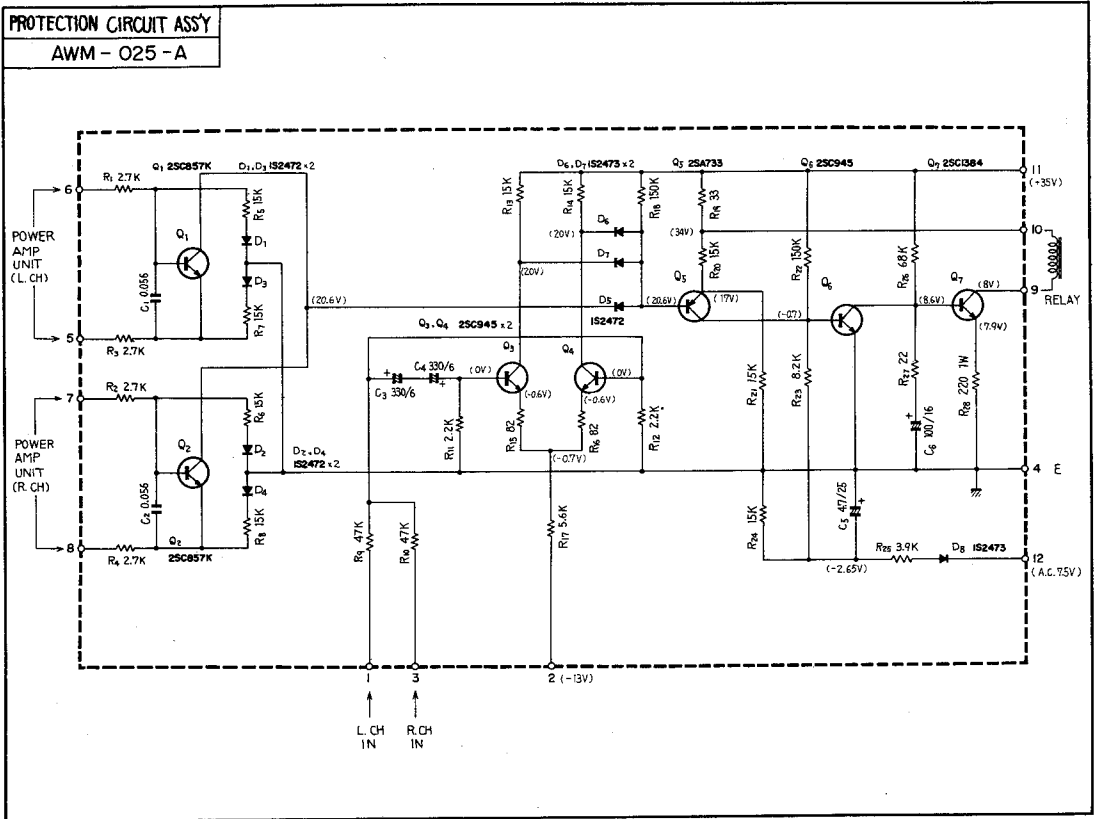 PROTECTION CIRCUIT ASS'Y
AWM - 025 - A
Q1 2SC857K
D1, D3 1S2472 x2
D6, D7 1S2473 x 2
Q5 2SA733
Q6 2SC945
Q7 2SC1384
11
(+35V)
6
R1 2.7K
R5 15K
R13 15K
R14 15K
R18 150K
R19 33
POWER
AMP
UNIT
(L. CH)
Q1
D1
D3
D6
(20V)
(34V)
10
D7
(20V)
R20 15K
R22 150K
R26 68K
C1 0.056
R7 15K
Q5
(17V)
Q6
Q7
(8V)
9
RELAY
(20.6V)
D5
1S2472
(20.6V)
(-0.7)
(8.6V)
(7.9V)
5
R3 2.7K
Q3, Q4 2SC945 x 2
Q3
Q4
C3 330/6
C4 330/6
(0V)
(0V)
(-0.6V)
(-0.6V)
7
R2 2.7K
R6 15K
R11 2.2K
R15 82
R16 82
R12 2.2K
R21 15K
R23 8.2K
R27 22
R28 220 1W
C6 100/16
POWER
AMP
UNIT
(R. CH)
Q2
D2
D4
D2, D4
1S2472 x 2
(-0.7V)
4 E
C2 0.056
R8 15K
R9 47K
R10 47K
R17 5.6K
R24 15K
C5 47/25
8
R4 2.7K
Q2
2SC857K
(-2.65V)
R25 3.9K
D8 1S2473
12
(A.C. 7.5V)
1
3
2 (-13V)
L. CH
IN
R. CH
IN